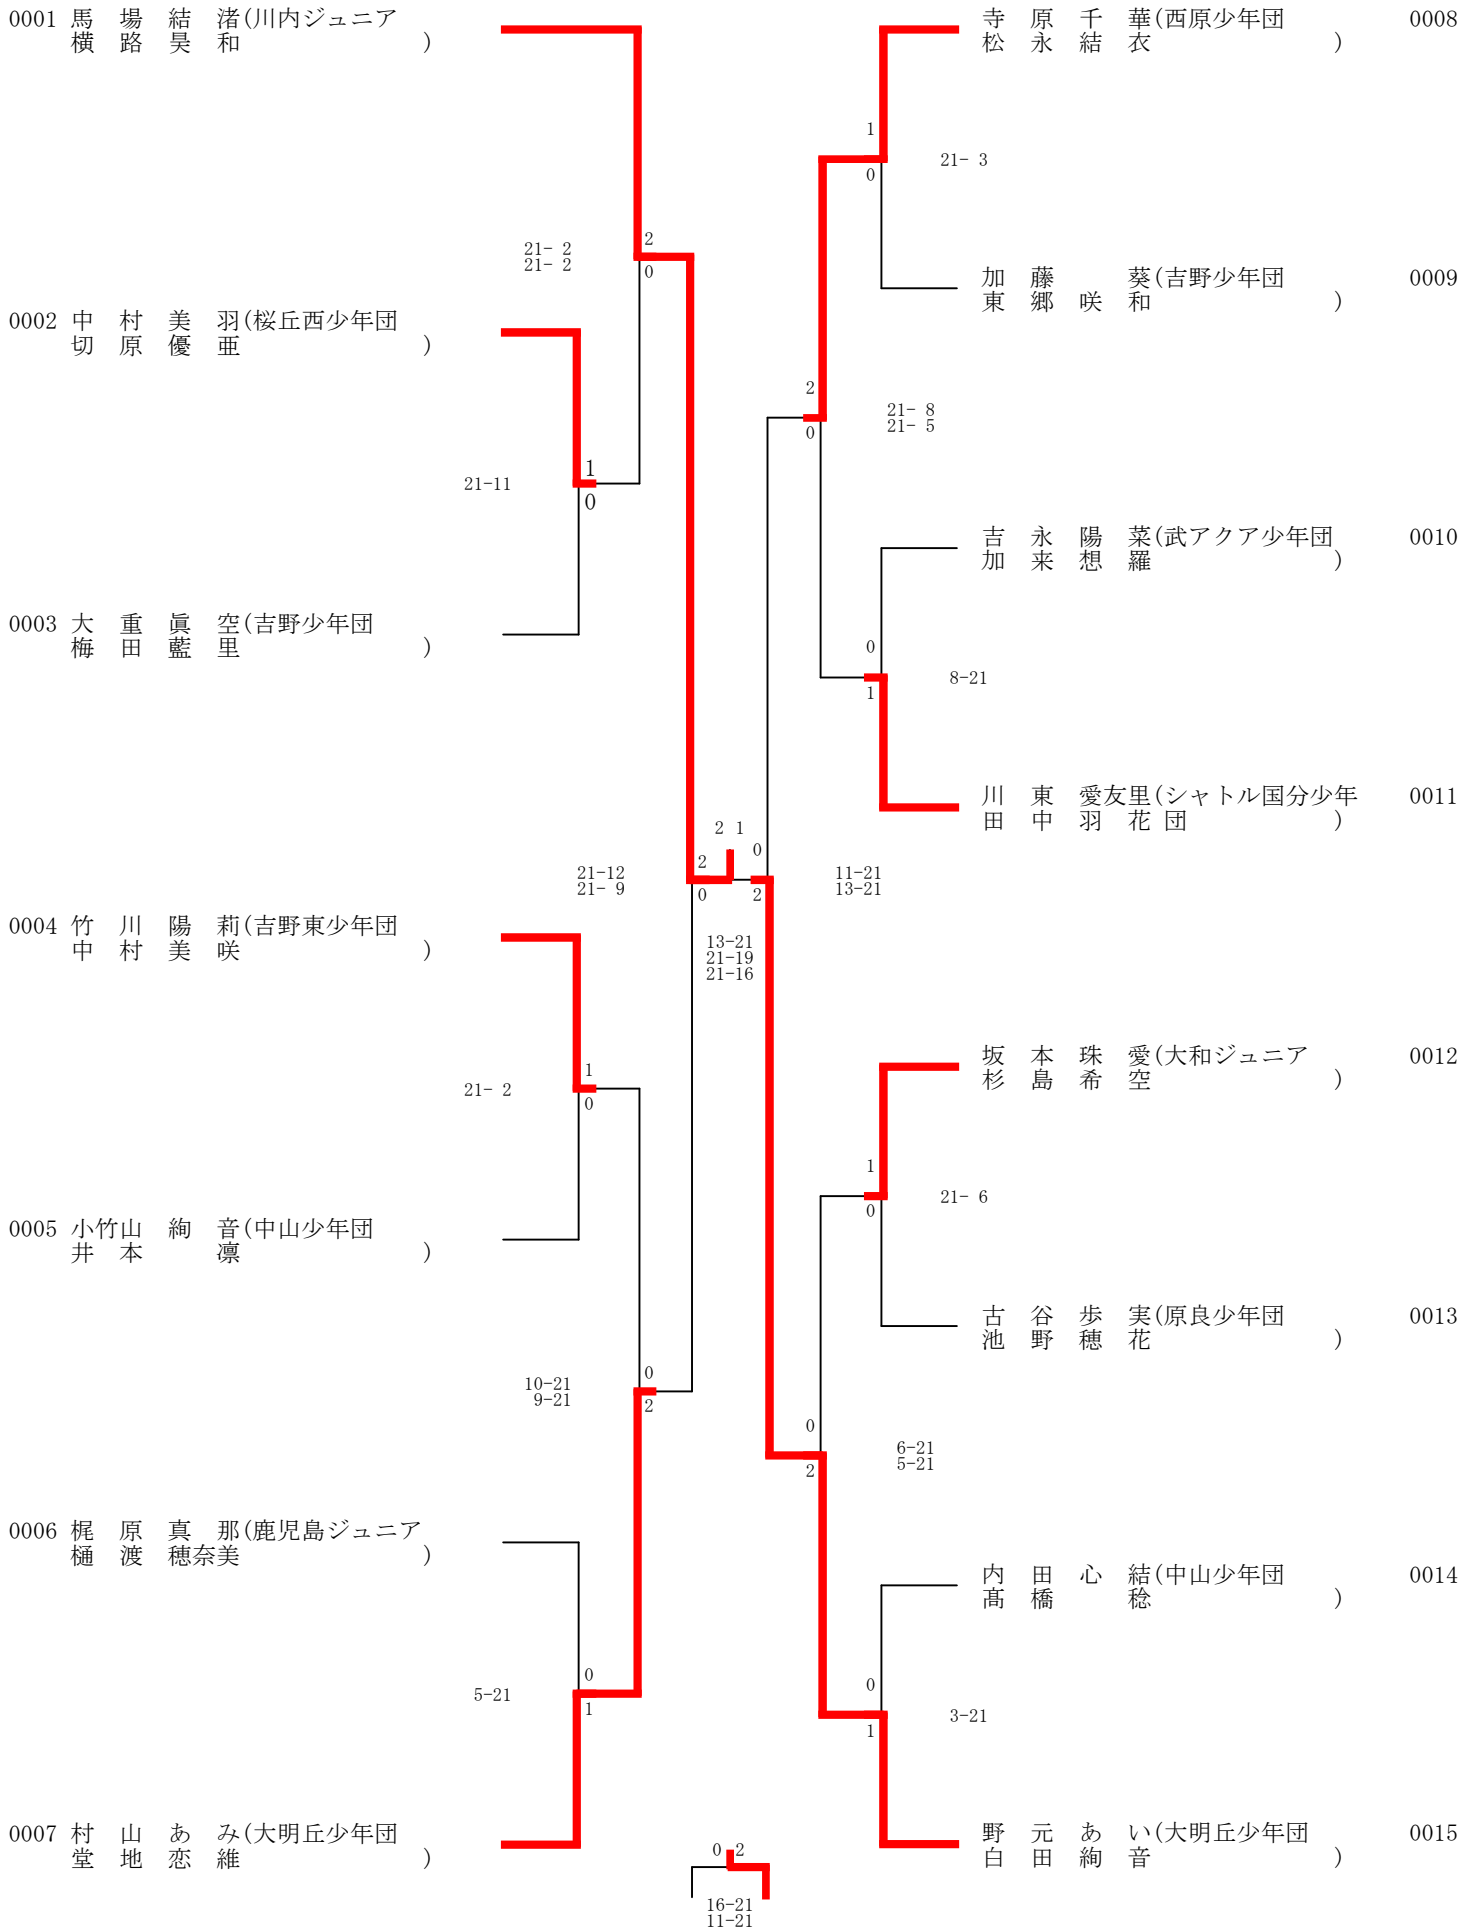 0001 馬 場 結 渚(川内ジュニア
横 路 昊 和 )
21- 2
21- 2
2
0
0002 中 村 美 羽(桜丘西少年団
切 原 優 亜 )
21-11
1
0
0003 大 重 眞 空(吉野少年団
梅 田 藍 里 )
21-12
21- 9
2
0
0004 竹 川 陽 莉(吉野東少年団
中 村 美 咲 )
21- 2
1
0
0005 小竹山 絢 音(中山少年団
井 本 凛 )
10-21
9-21
0
2
0006 梶 原 真 那(鹿児島ジュニア
樋 渡 穂奈美 )
5-21
0
1
0007 村 山 あ み(大明丘少年団
堂 地 恋 維 )
2 1
13-21
21-19
21-16
0 2
16-21
11-21
寺 原 千 華(西原少年団 0008
松 永 結 衣 )
1
0
21- 3
加 藤 葵(吉野少年団 0009
東 郷 咲 和 )
2
0
21- 8
21- 5
吉 永 陽 菜(武アクア少年団 0010
加 来 想 羅 )
0
1
8-21
川 東 愛友里(シャトル国分少年 0011
田 中 羽 花 団 )
0
2
11-21
13-21
坂 本 珠 愛(大和ジュニア 0012
杉 島 希 空 )
1
0
21- 6
古 谷 歩 実(原良少年団 0013
池 野 穂 花 )
0
2
6-21
5-21
内 田 心 結(中山少年団 0014
髙 橋 稔 )
0
1
3-21
野 元 あ い(大明丘少年団 0015
白 田 絢 音 )